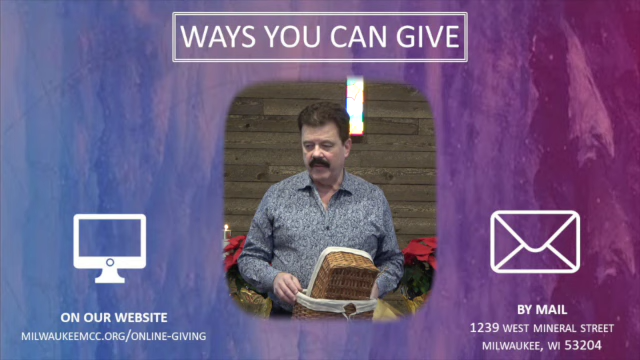 WAYS YOU CAN GIVE
ON OUR WEBSITE
MILWAUKEEMCC.ORG/ONLINE-GIVING
BY MAIL
1239 WEST MINERAL STREET
MILWAUKEE, WI 53204